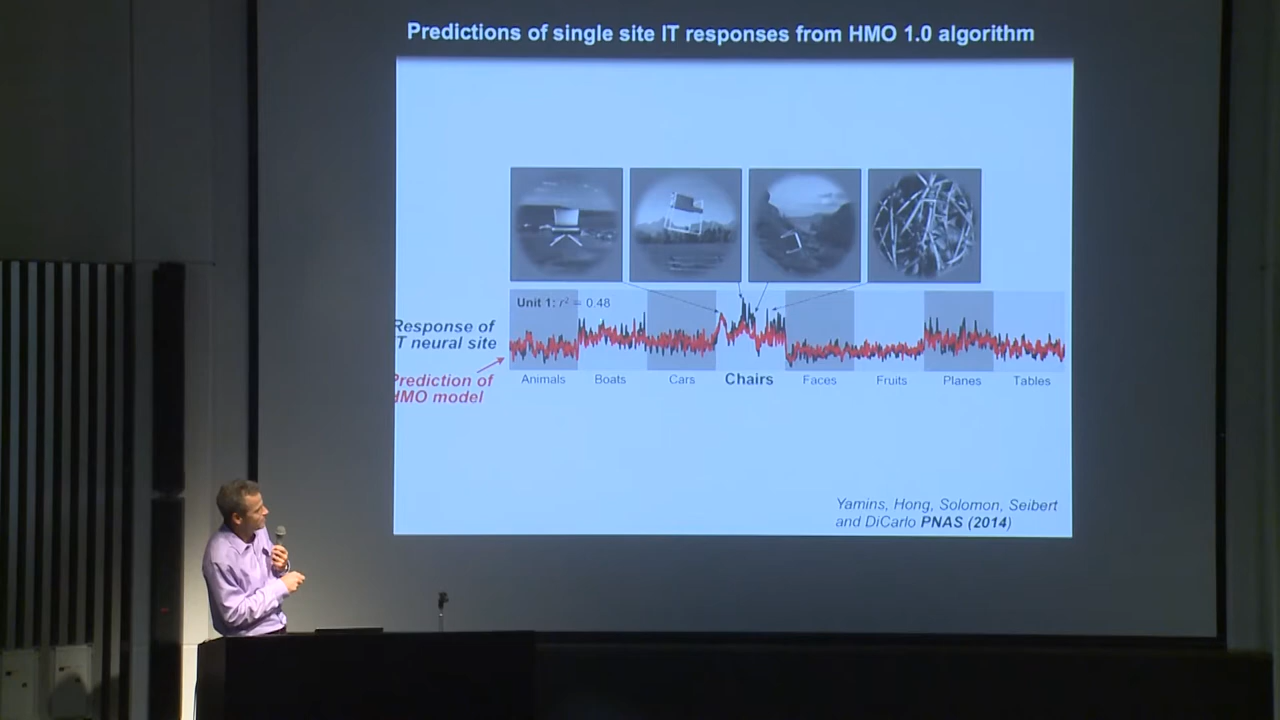 Predictions of single site IT responses from HMO 1.0 algorithm
Unit 1: r² = 0.48
Response of
T neural site
Prediction of
HMO model
Animals Boats Cars Chairs Faces Fruits Planes Tables
Yamins, Hong, Solomon, Seibert
and DiCarlo PNAS (2014)